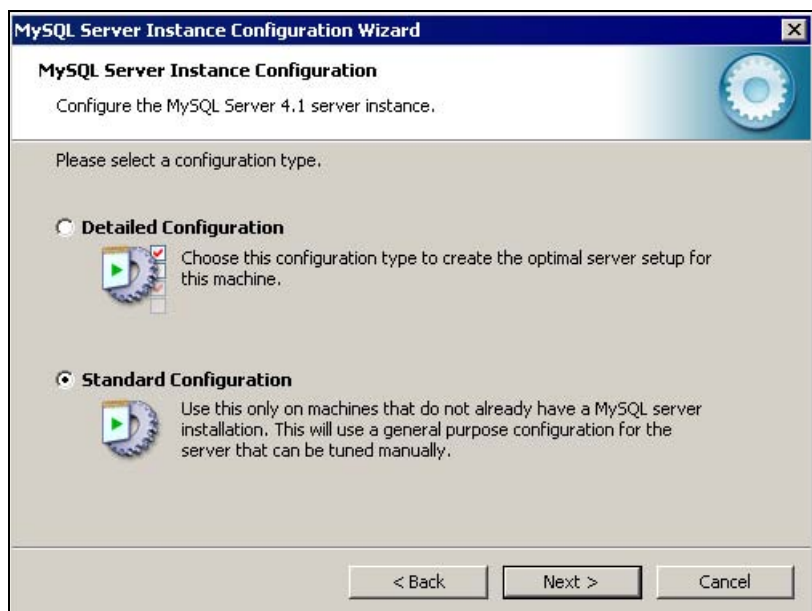 MySQL Server Instance Configuration Wizard
MySQL Server Instance Configuration
Configure the MySQL Server 4.1 server instance.
Please select a configuration type.
Detailed Configuration
Choose this configuration type to create the optimal server setup for
this machine.
Standard Configuration
Use this only on machines that do not already have a MySQL server
installation. This will use a general purpose configuration for the
server that can be tuned manually.
< Back
Next >
Cancel